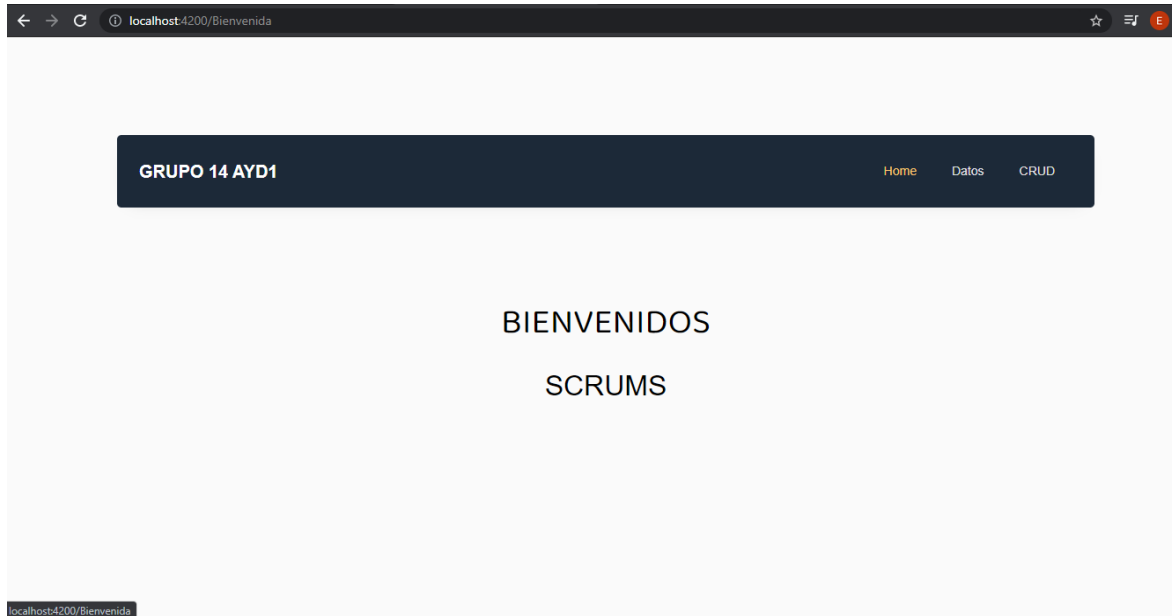 localhost:4200/Bienvenida
E
GRUPO 14 AYD1
Home Datos CRUD
BIENVENIDOS
SCRUMS
localhost:4200/Bienvenida